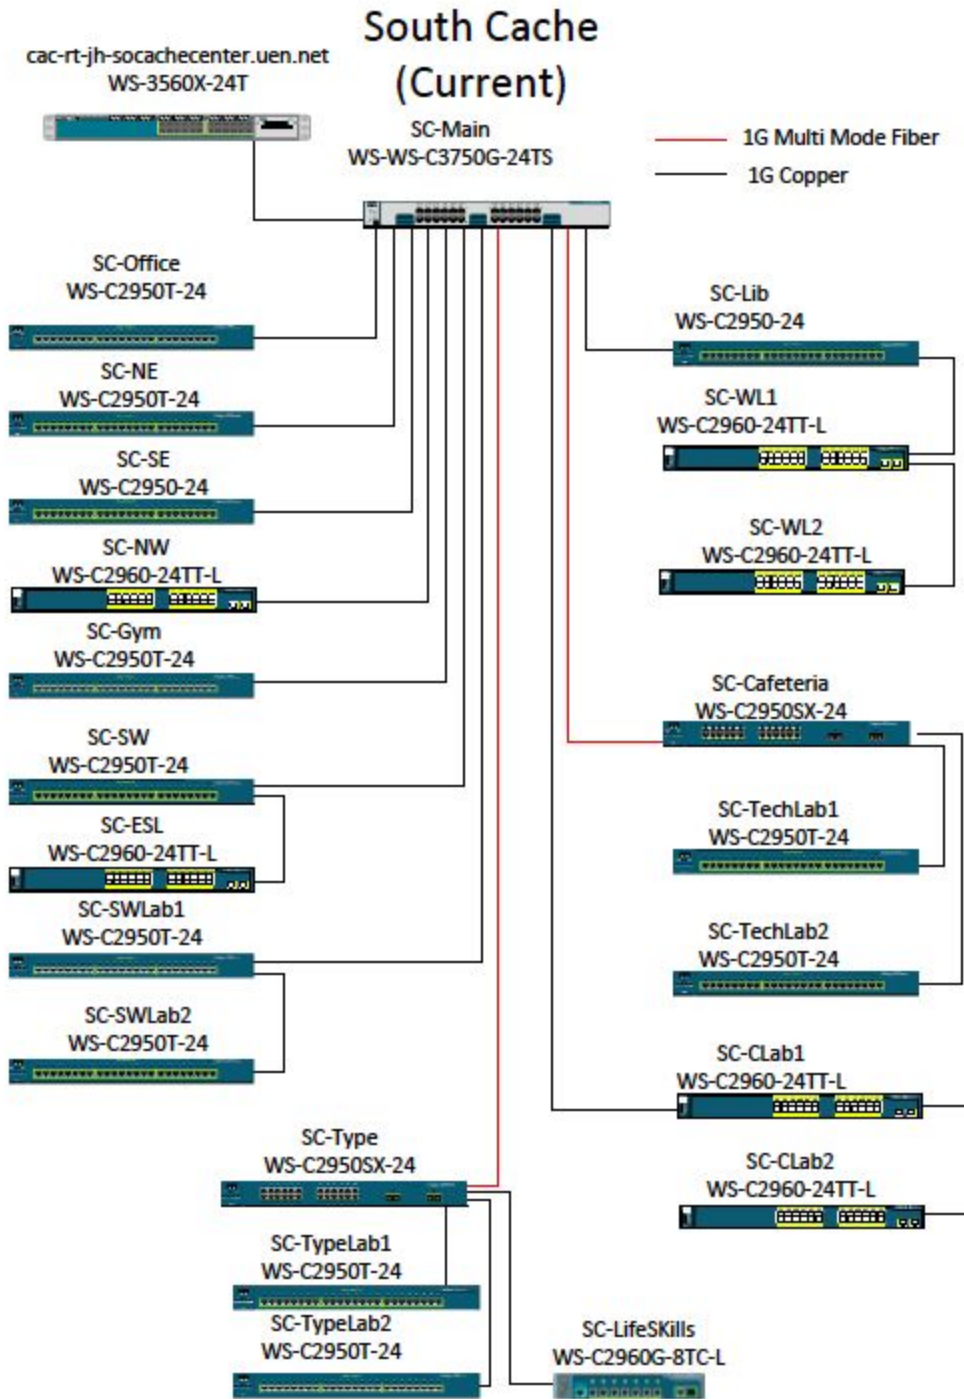 South Cache
(Current)
cac-rt-jh-socachecenter.uen.net
WS-3560X-24T
SC-Main
WS-WS-C3750G-24TS
1G Multi Mode Fiber
1G Copper
SC-Office
WS-C2950T-24
SC-NE
WS-C2950T-24
SC-SE
WS-C2950-24
SC-NW
WS-C2960-24TT-L
SC-Gym
WS-C2950T-24
SC-SW
WS-C2950T-24
SC-ESL
WS-C2960-24TT-L
SC-SWLab1
WS-C2950T-24
SC-SWLab2
WS-C2950T-24
SC-Lib
WS-C2950-24
SC-WL1
WS-C2960-24TT-L
SC-WL2
WS-C2960-24TT-L
SC-Cafeteria
WS-C2950SX-24
SC-TechLab1
WS-C2950T-24
SC-TechLab2
WS-C2950T-24
SC-CLab1
WS-C2960-24TT-L
SC-CLab2
WS-C2960-24TT-L
SC-Type
WS-C2950SX-24
SC-TypeLab1
WS-C2950T-24
SC-TypeLab2
WS-C2950T-24
SC-LifeSKills
WS-C2960G-8TC-L